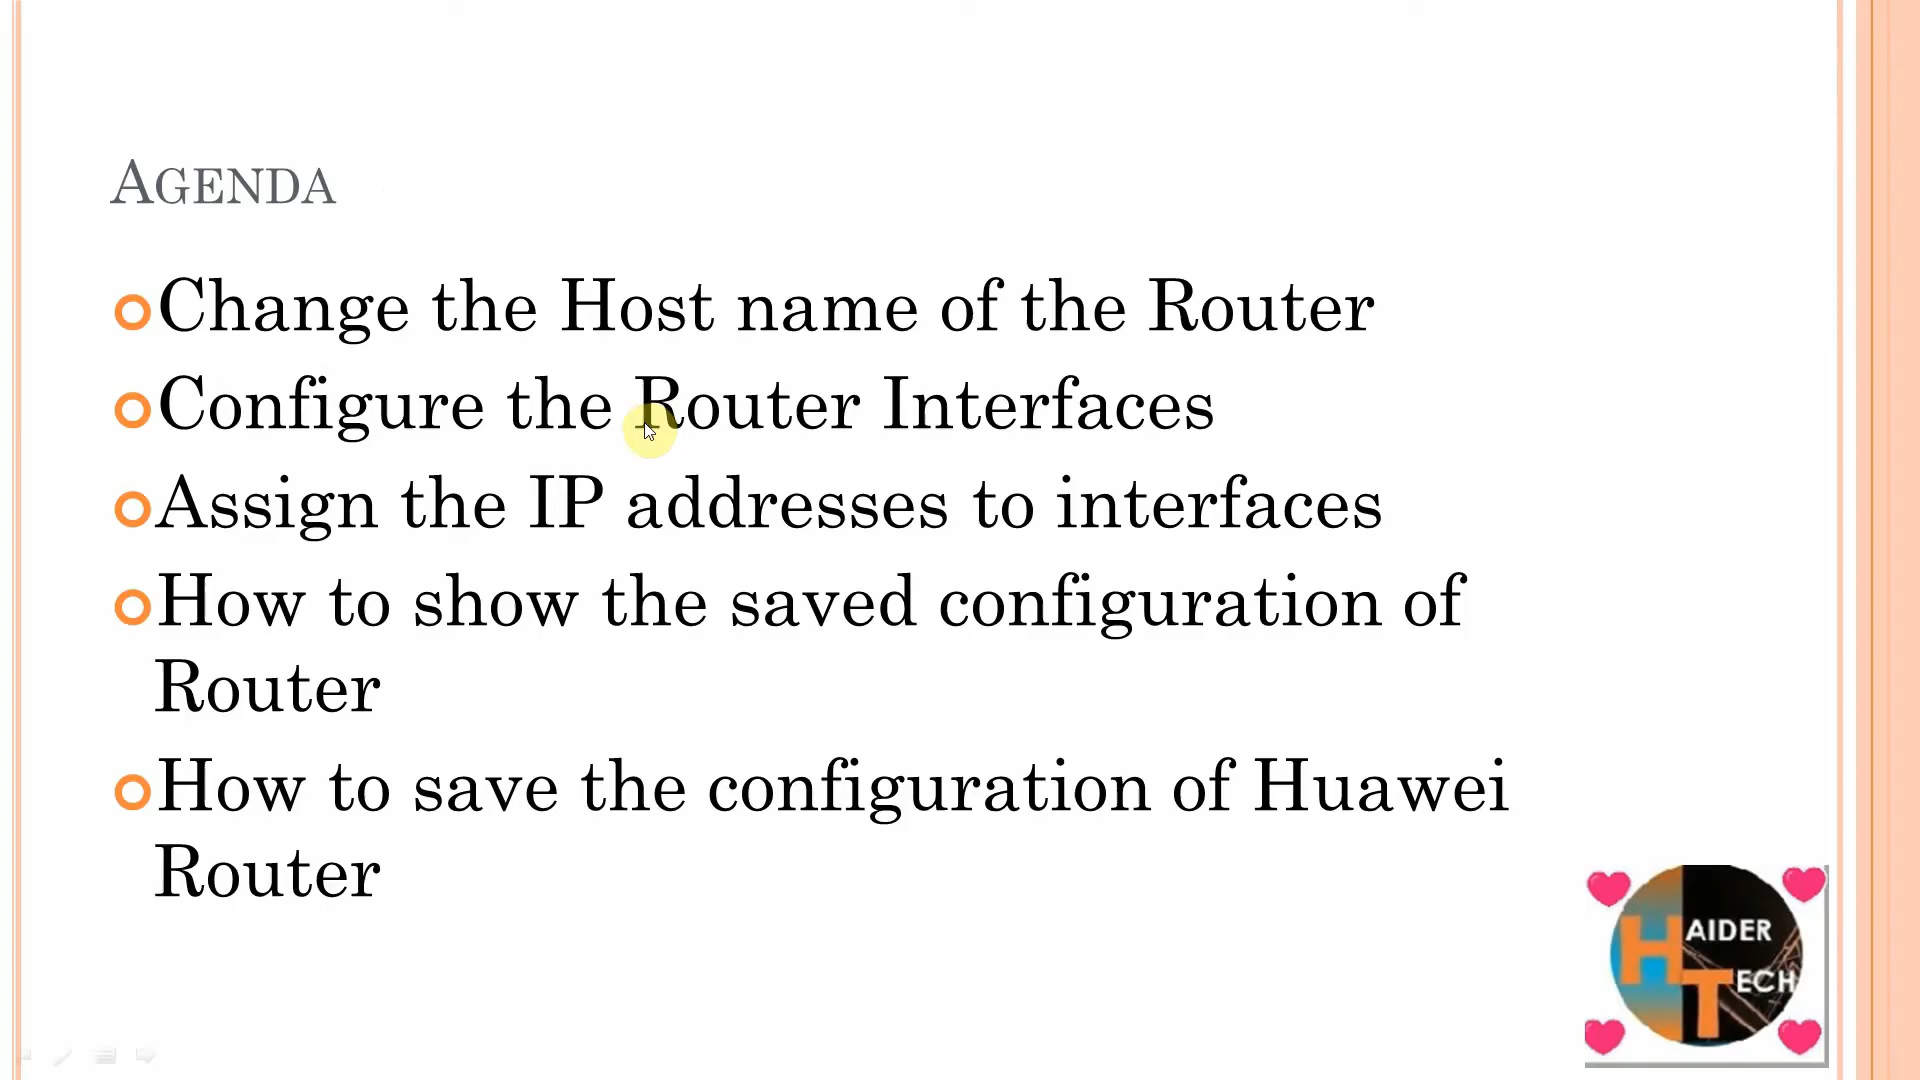 AGENDA
Change the Host name of the Router
Configure the Router Interfaces
Assign the IP addresses to interfaces
How to show the saved configuration of
Router
How to save the configuration of Huawei
Router
HAIDER
TECH